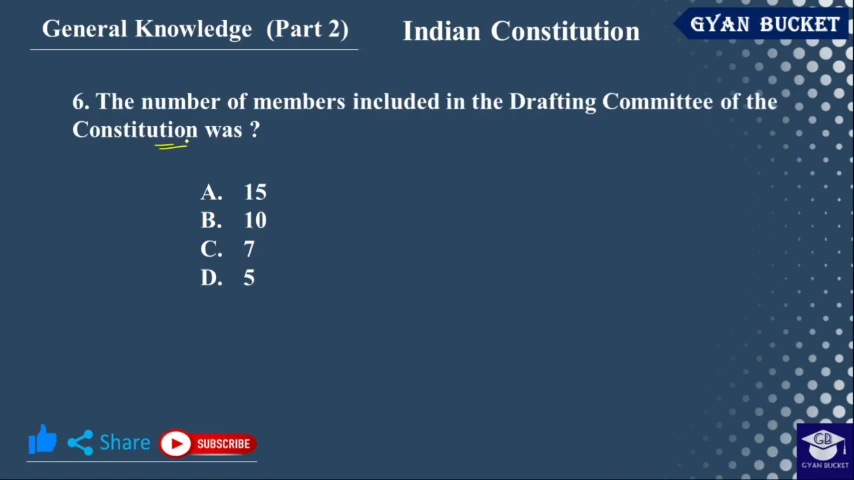 General Knowledge (Part 2)
Indian Constitution
GYAN BUCKET
6. The number of members included in the Drafting Committee of the
Constitution was ?
A. 15
B. 10
C. 7
D. 5
Share
SUBSCRIBE
GB
GYAN BUCKET